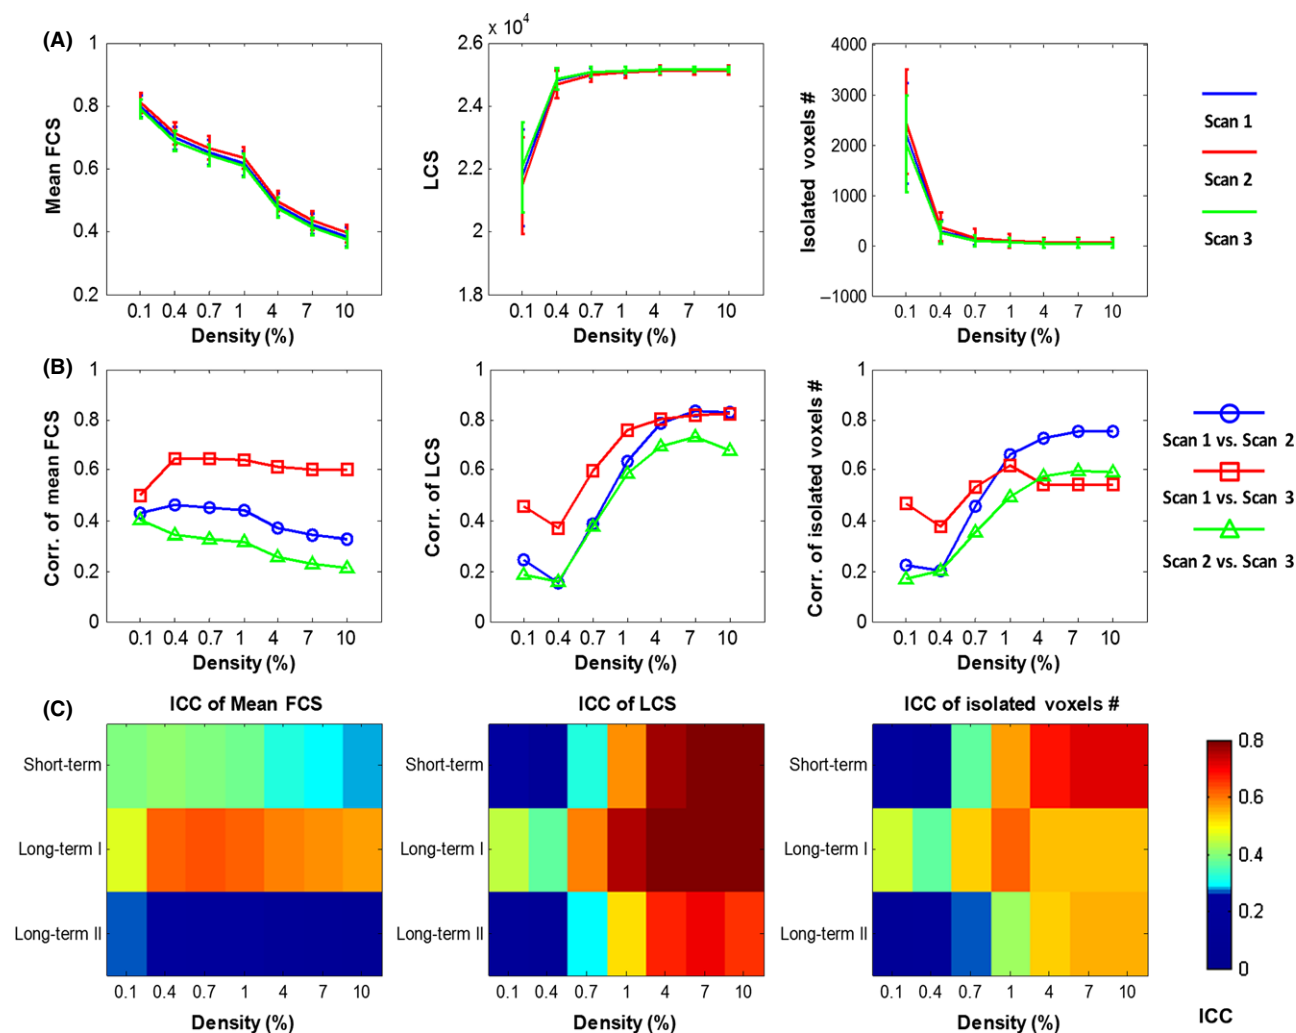 (A)
Mean FCS
1
0.8
0.6
0.4
0.2
0.1 0.4 0.7 1 4 7 10
Density (%)
x 10⁴
LCS
2.6
2.4
2.2
20
1.8
0.1 0.4 0.7 1 4 7 10
Density (%)
Isolated voxels #
4000
3000
2000
1000
0
–1000
0.1 0.4 0.7 1 4 7 10
Density (%)
Scan 1
Scan 2
Scan 3
(B)
Corr. of mean FCS
1
0.8
0.6
0.4
0.2
0
0.1 0.4 0.7 1 4 7 10
Density (%)
Corr. of LCS
1
0.8
0.6
0.4
0.2
0
0.1 0.4 0.7 1 4 7 10
Density (%)
Corr. of isolated voxels #
1
0.8
0.6
0.4
0.2
0
0.1 0.4 0.7 1 4 7 10
Density (%)
Scan 1 vs. Scan 2
Scan 1 vs. Scan 3
Scan 2 vs. Scan 3
(C)
ICC of Mean FCS
Short-term
Long-term I
Long-term II
0.1 0.4 0.7 1 4 7 10
Density (%)
ICC of LCS
Short-term
Long-term I
Long-term II
0.1 0.4 0.7 1 4 7 10
Density (%)
ICC of isolated voxels #
Short-term
Long-term I
Long-term II
0.1 0.4 0.7 1 4 7 10
Density (%)
0.8
0.6
0.4
0.2
0
ICC